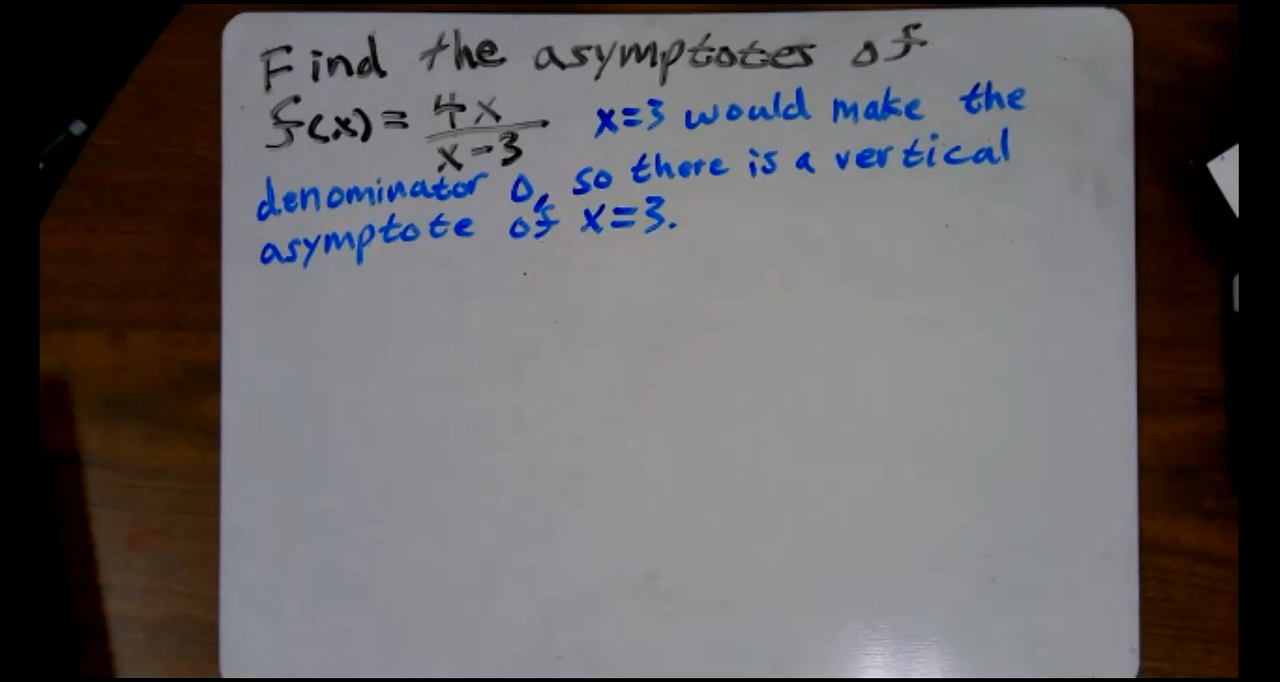 Find the asymptotes of
f(x) = 4x / x-3 x=3 would make the
denominator 0, so there is a vertical
asymptote of x=3.